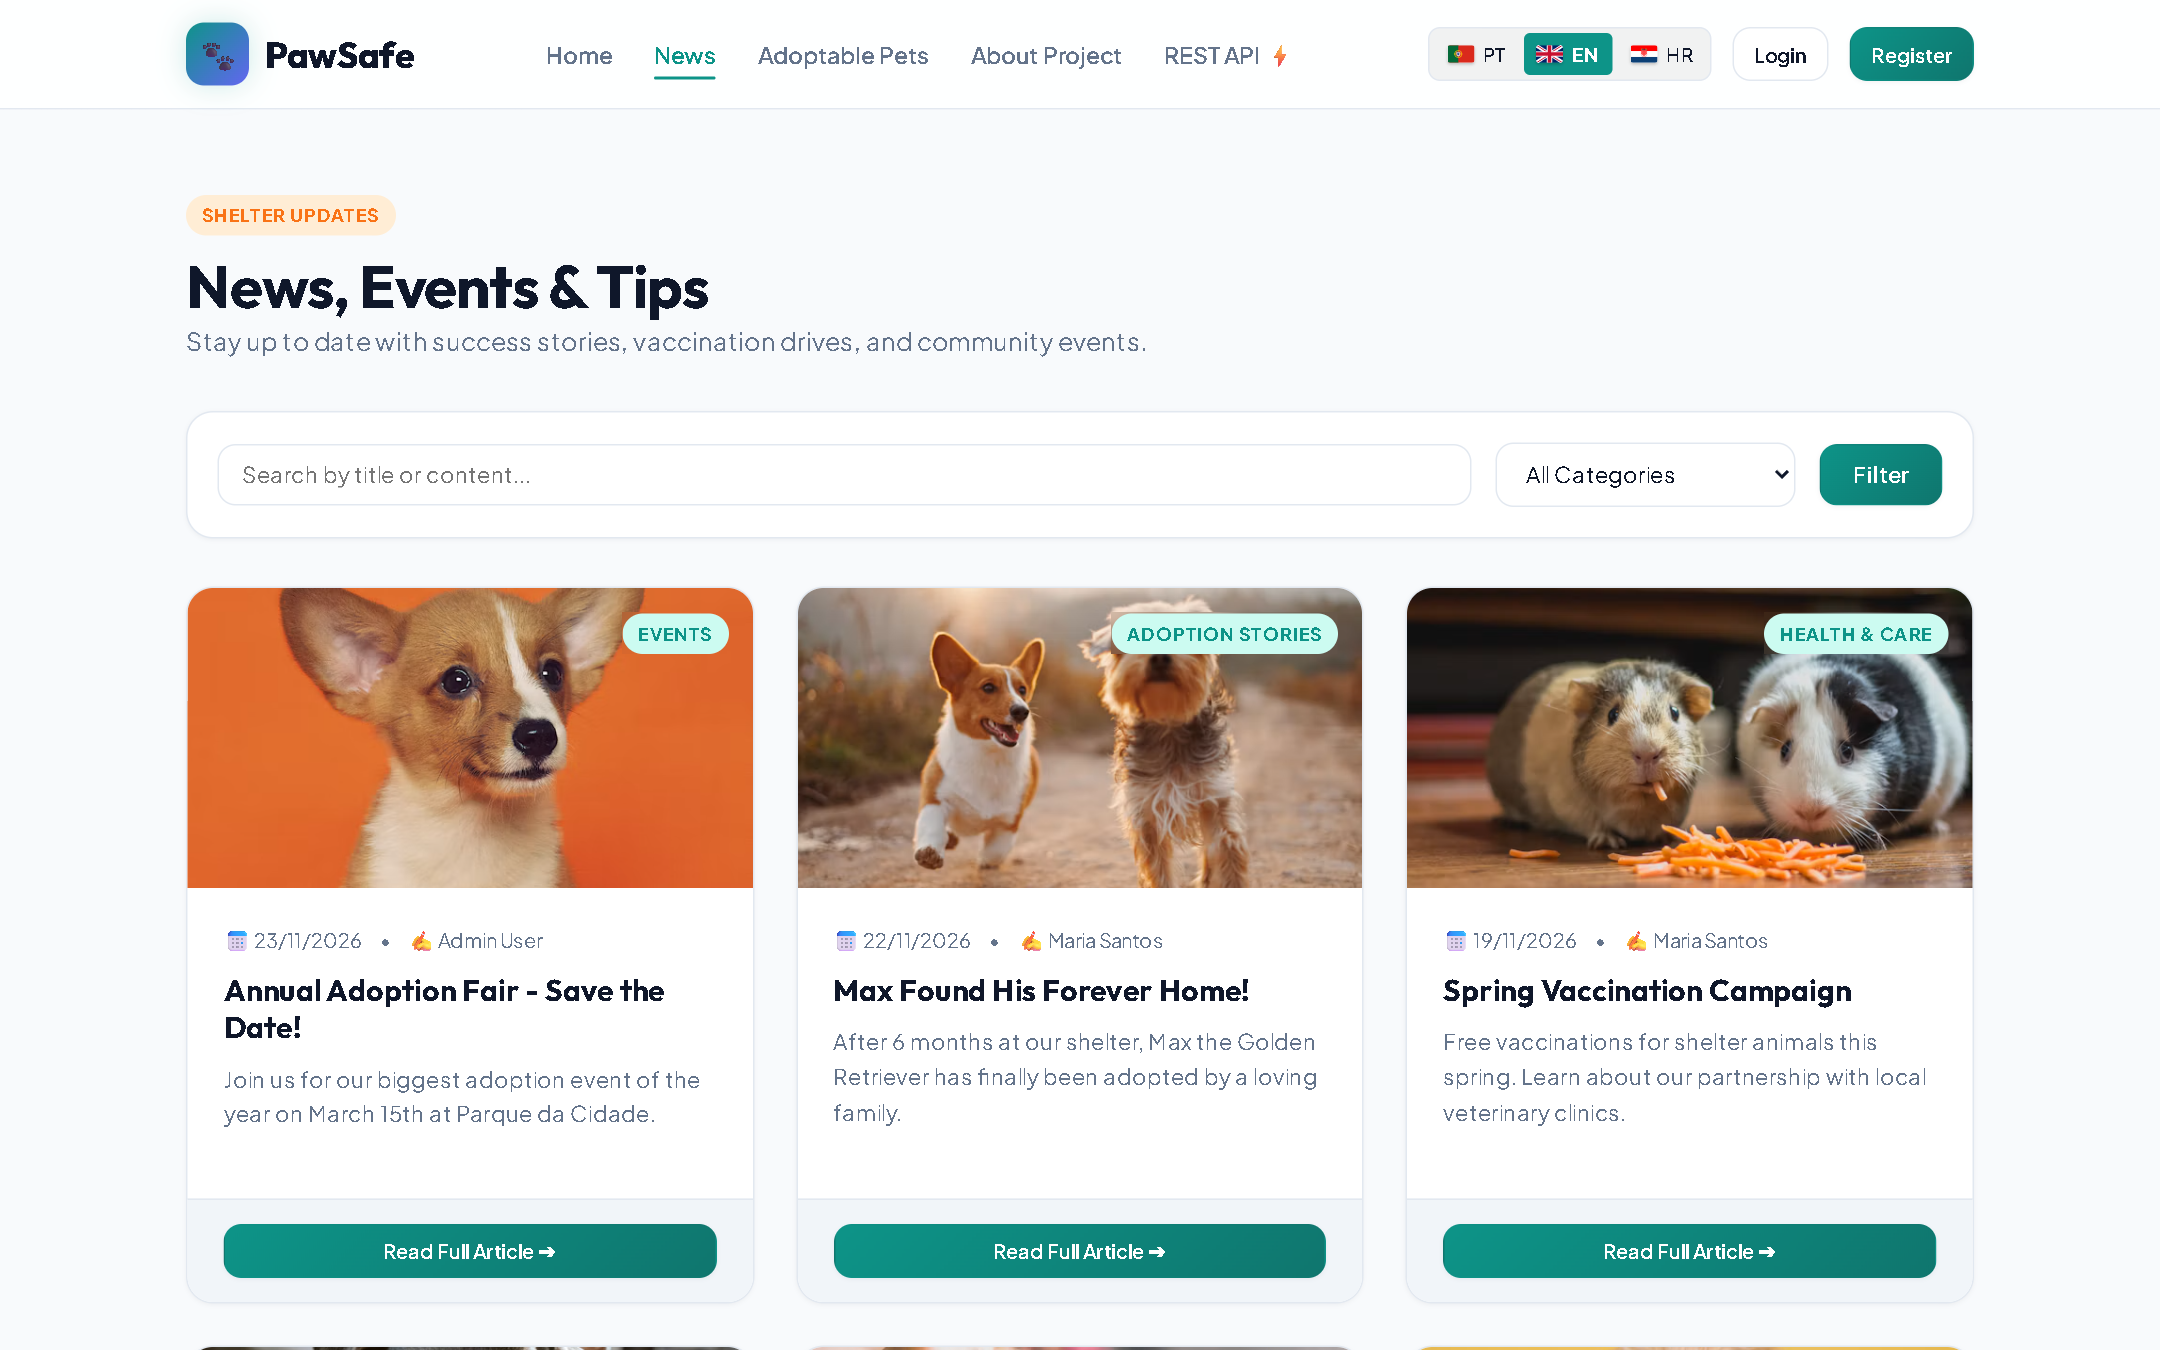 PawSafe
Home News Adoptable Pets About Project REST API
PT EN HR Login Register
SHELTER UPDATES
News, Events & Tips
Stay up to date with success stories, vaccination drives, and community events.
Search by title or content...
All Categories
Filter
EVENTS
ADOPTION STORIES
HEALTH & CARE
23/11/2026 • Admin User
Annual Adoption Fair - Save the
Date!
Join us for our biggest adoption event of the
year on March 15th at Parque da Cidade.
Read Full Article ➔
22/11/2026 • Maria Santos
Max Found His Forever Home!
After 6 months at our shelter, Max the Golden
Retriever has finally been adopted by a loving
family.
Read Full Article ➔
19/11/2026 • Maria Santos
Spring Vaccination Campaign
Free vaccinations for shelter animals this
spring. Learn about our partnership with local
veterinary clinics.
Read Full Article ➔